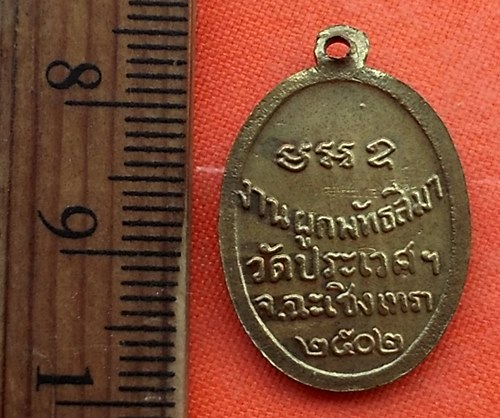 งานผูกพัทธสีมา
วัดประเวศฯ
จ.ฉะเชิงเทรา
๒๕๐๒
8
9
1